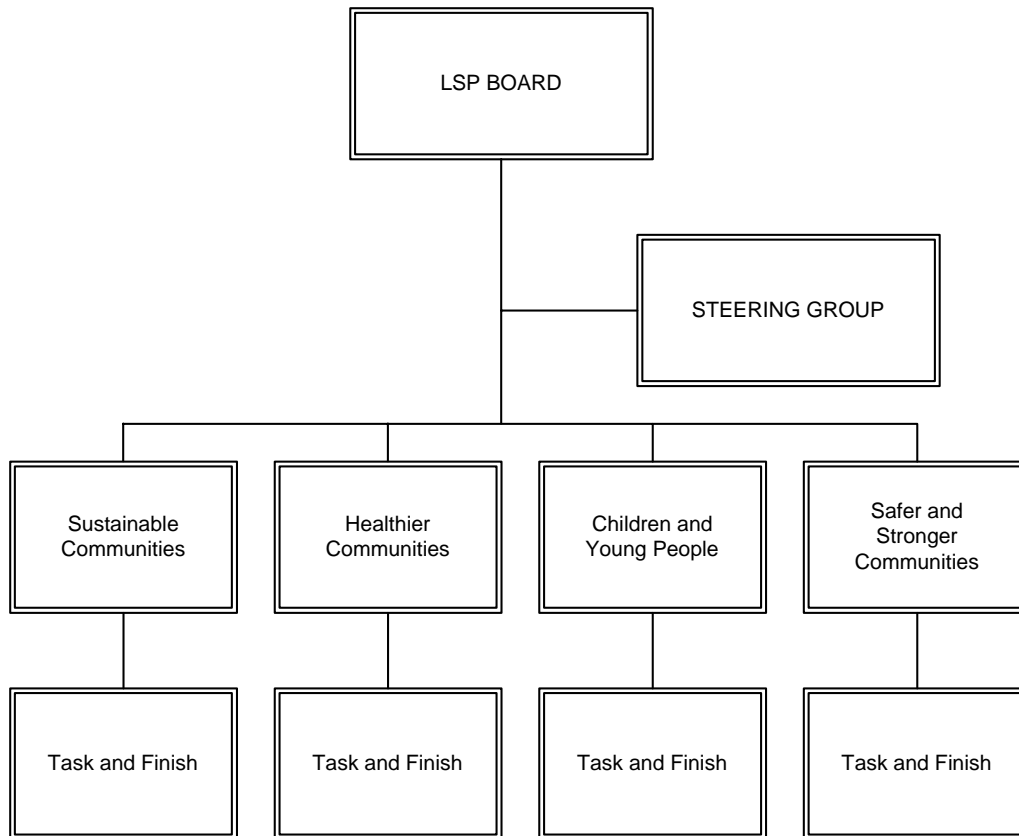 LSP BOARD
STEERING GROUP
Sustainable
Communities
Healthier
Communities
Children and
Young People
Safer and
Stronger
Communities
Task and Finish
Task and Finish
Task and Finish
Task and Finish